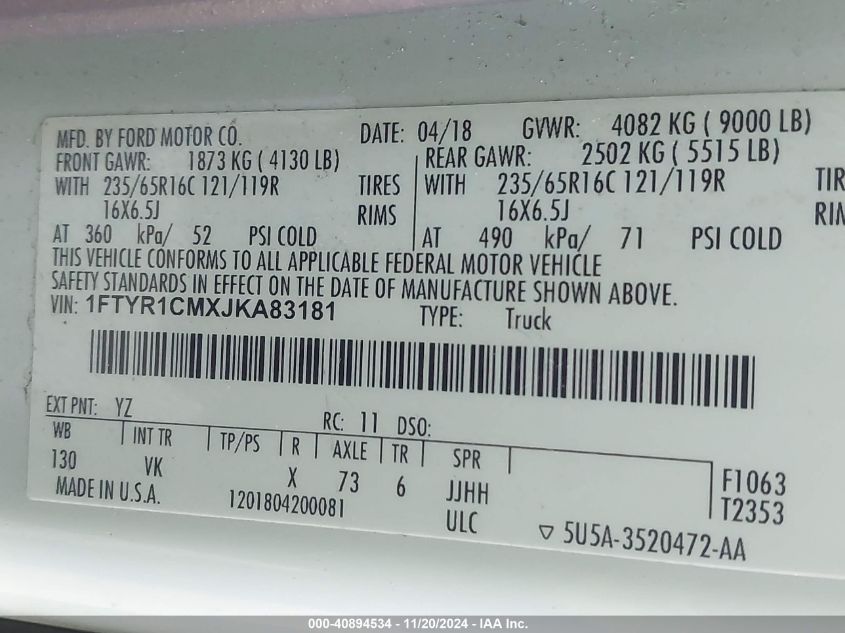 MFD. BY FORD MOTOR CO. DATE: 04/18 GVWR: 4082 KG ( 9000 LB)
FRONT GAWR: 1873 KG ( 4130 LB) REAR GAWR: 2502 KG ( 5515 LB)
WITH 235/65R16C 121/119R TIRES WITH 235/65R16C 121/119R TIR
16X6.5J RIMS 16X6.5J RIM
AT 360 kPa/ 52 PSI COLD AT 490 kPa/ 71 PSI COLD
THIS VEHICLE CONFORMS TO ALL APPLICABLE FEDERAL MOTOR VEHICLE
SAFETY STANDARDS IN EFFECT ON THE DATE OF MANUFACTURE SHOWN ABOVE.
VIN: 1FTYR1CMXJKA83181 TYPE: Truck
EXT PNT: YZ RC: 11 DSO:
WB INT TR TP/PS R AXLE TR SPR
130 VK X 73 6 JJHH F1063
MADE IN U.S.A. 1201804200081 ULC T2353
5U5A-3520472-AA
000-40894534 - 11/20/2024 - IAA Inc.